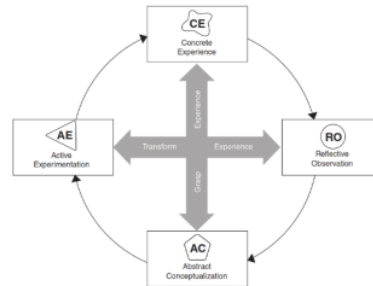 CE
Concrete
Experience
Experience
AE
Active
Experimentation
Transform
Experience
RO
Reflective
Observation
Grasp
AC
Abstract
Conceptualization